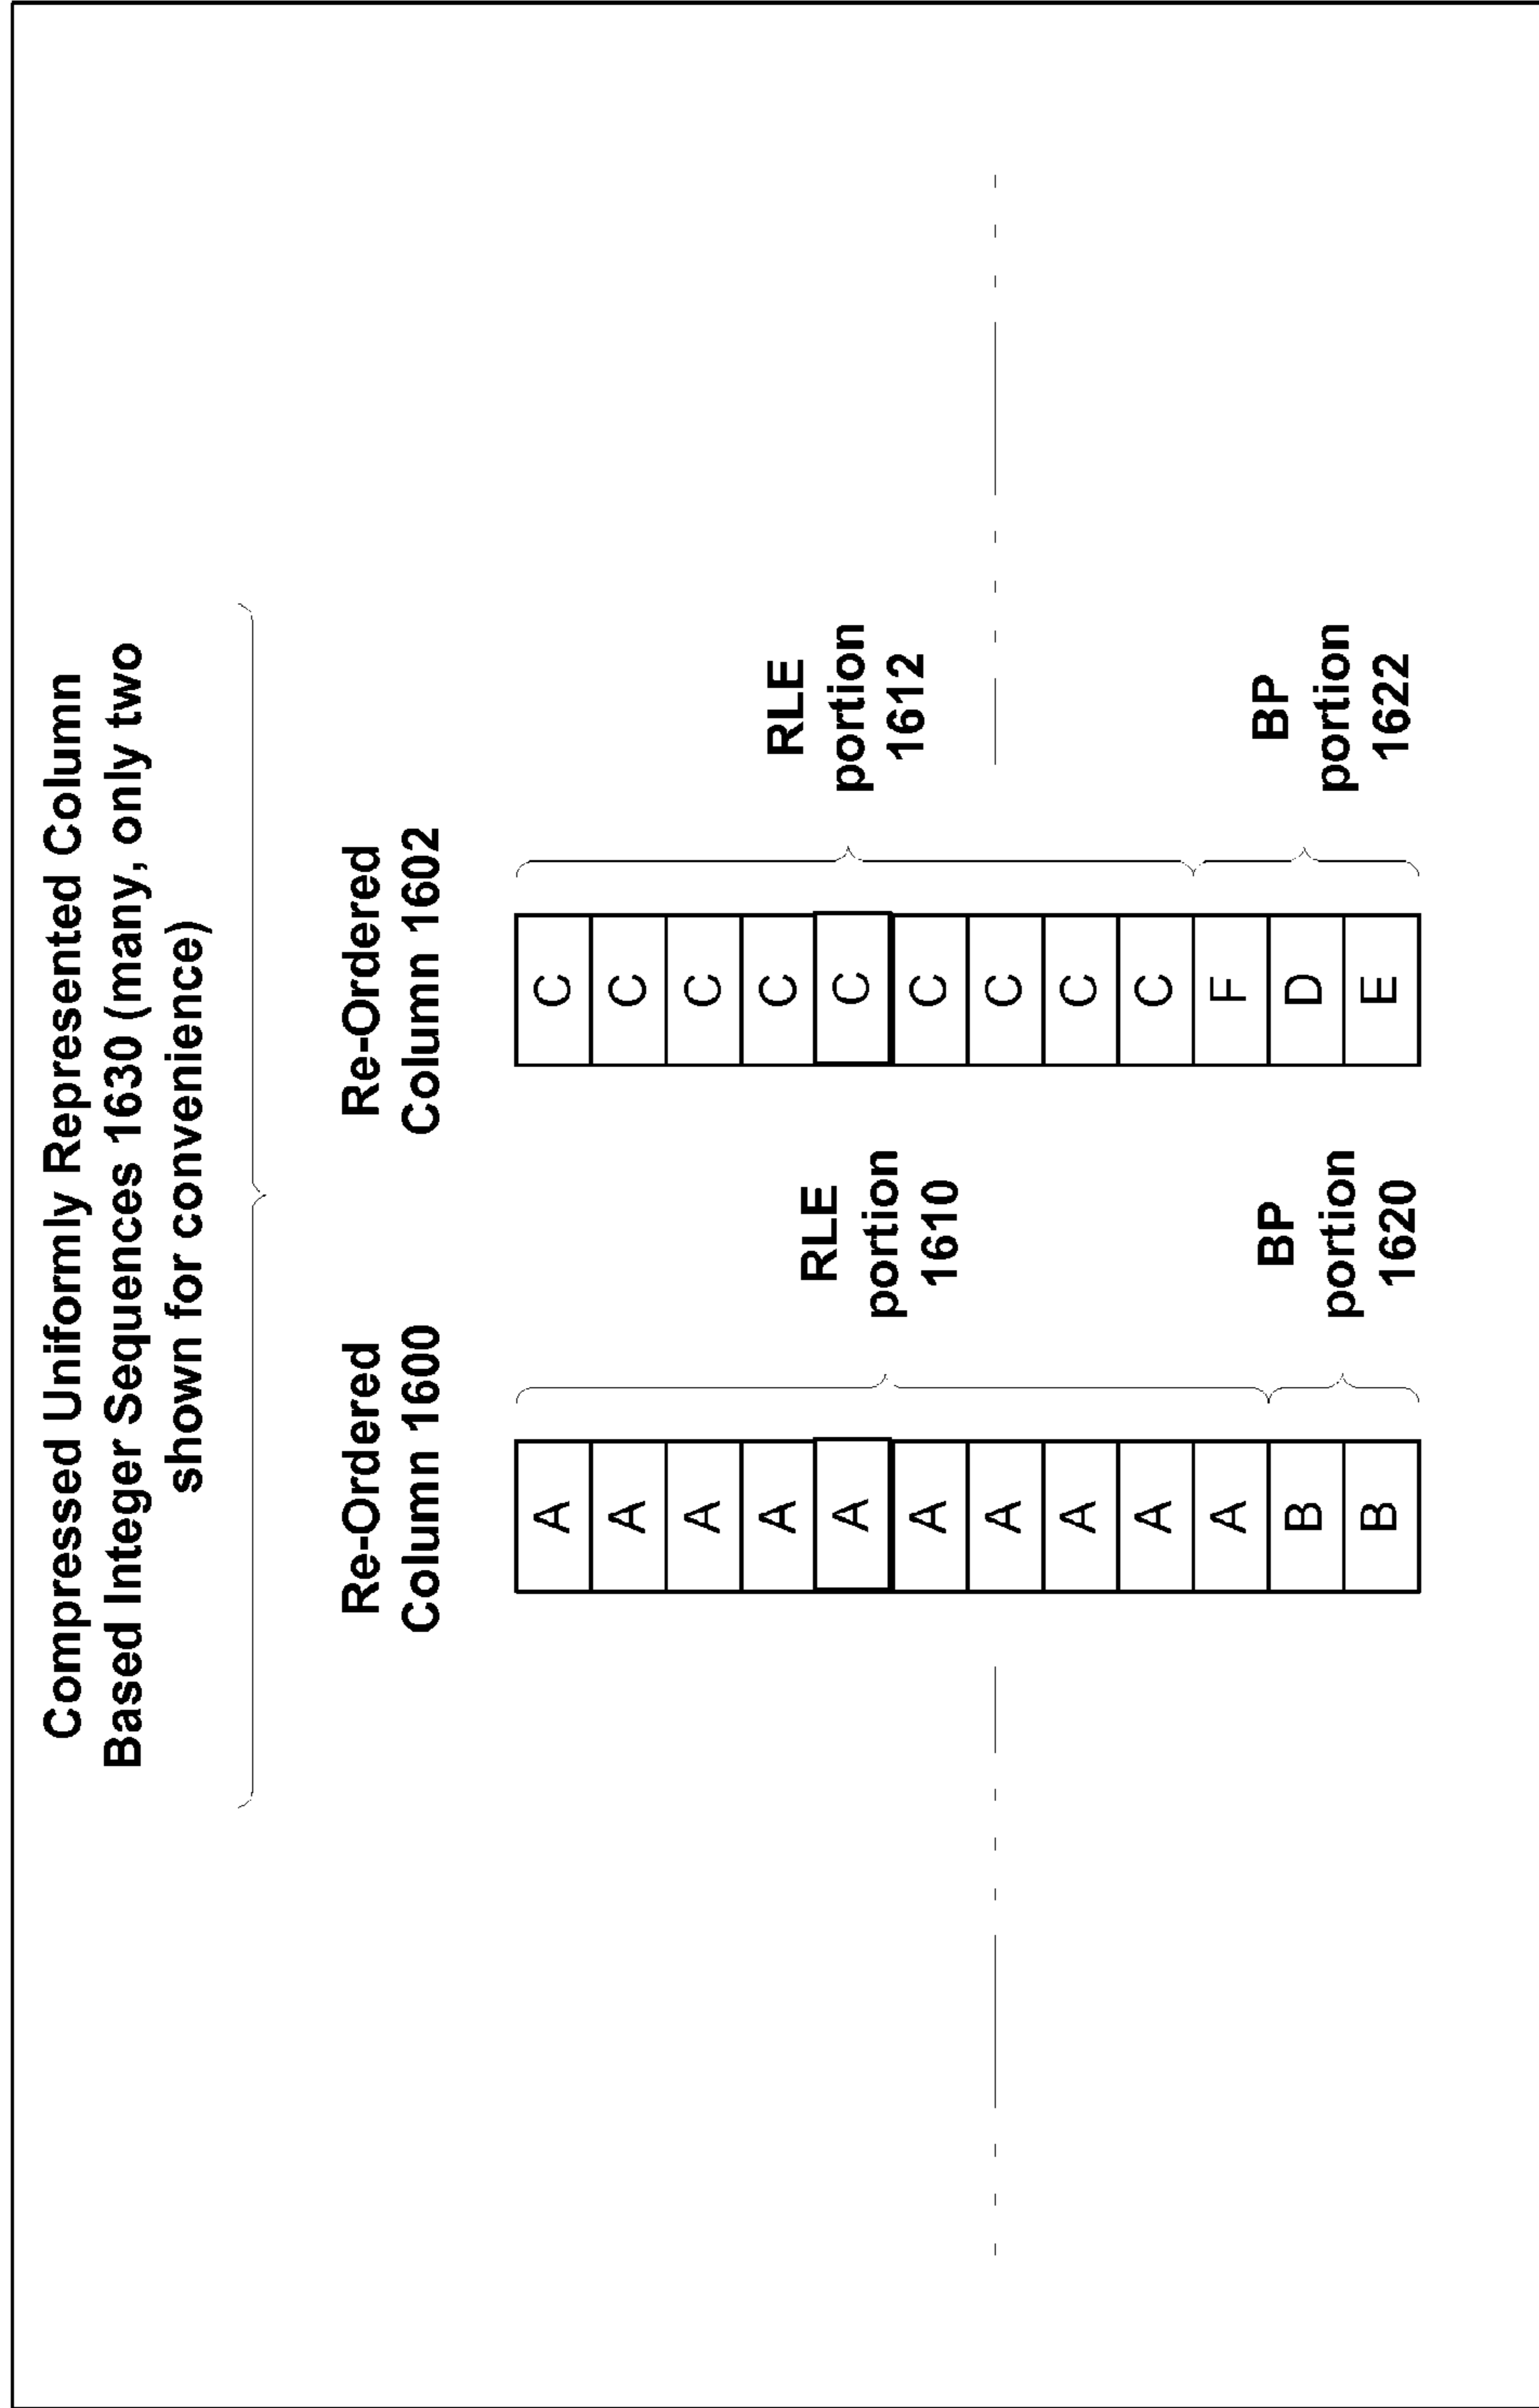 Compressed Uniformly Represented Column
Based Integer Sequences 1630 (many, only two
shown for convenience)
Re-Ordered
Column 1600
Re-Ordered
Column 1602
A
A
A
A
A
A
A
A
A
A
B
B
RLE
portion
1610
BP
portion
1620
C
C
C
C
C
C
C
C
C
F
D
E
RLE
portion
1612
BP
portion
1622